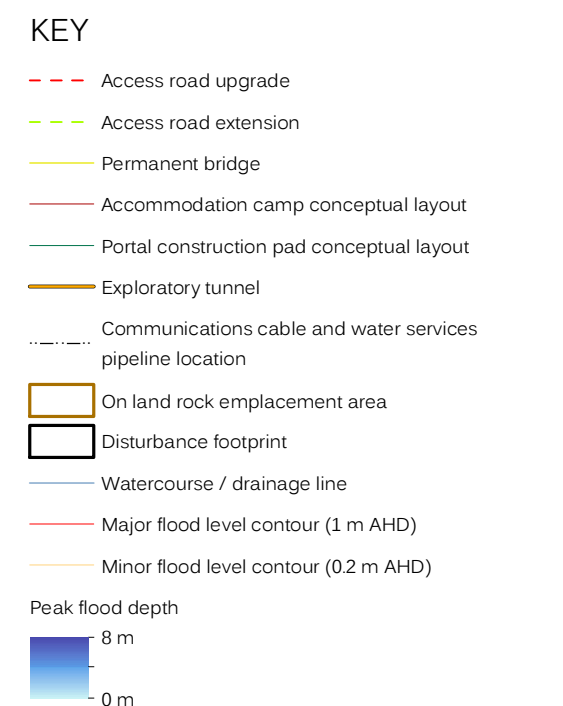 KEY
Access road upgrade
Access road extension
Permanent bridge
Accommodation camp conceptual layout
Portal construction pad conceptual layout
Exploratory tunnel
Communications cable and water services
pipeline location
On land rock emplacement area
Disturbance footprint
Watercourse / drainage line
Major flood level contour (1 m AHD)
Minor flood level contour (0.2 m AHD)
Peak flood depth
8 m
0 m